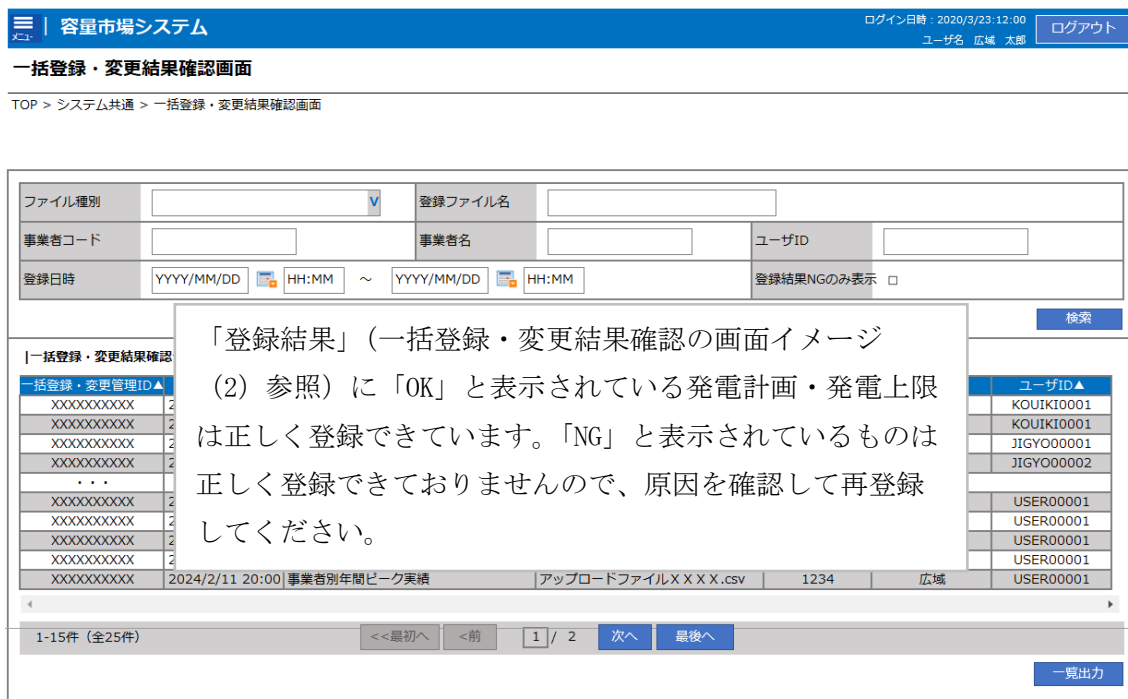 メニュー | 容量市場システム
ログイン日時：2020/3/23:12:00
ユーザ名 広域 太郎
ログアウト
一括登録・変更結果確認画面
TOP > システム共通 > 一括登録・変更結果確認画面
ファイル種別 V 登録ファイル名
事業者コード 事業者名 ユーザID
登録日時 YYYY/MM/DD HH:MM ～ YYYY/MM/DD HH:MM 登録結果NGのみ表示 □
検索
「登録結果」（一括登録・変更結果確認の画面イメージ
（2）参照）に「OK」と表示されている発電計画・発電上限
は正しく登録できています。「NG」と表示されているものは
正しく登録できておりませんので、原因を確認して再登録
してください。
|一括登録・変更結果確認
一括登録・変更管理ID▲ ユーザID▲
XXXXXXXXXX 2 KOUIKI0001
XXXXXXXXXX 2 KOUIKI0001
XXXXXXXXXX 2 JIGYO00001
XXXXXXXXXX 2 JIGYO00002
・・・
XXXXXXXXXX 2 USER00001
XXXXXXXXXX 2 USER00001
XXXXXXXXXX 2 USER00001
XXXXXXXXXX 2 USER00001
XXXXXXXXXX 2024/2/11 20:00 事業者別年間ピーク実績 アップロードファイルＸＸＸＸ.csv 1234 広域 USER00001
1-15件（全25件） <<最初へ <前 1 / 2 次へ 最後へ
一覧出力